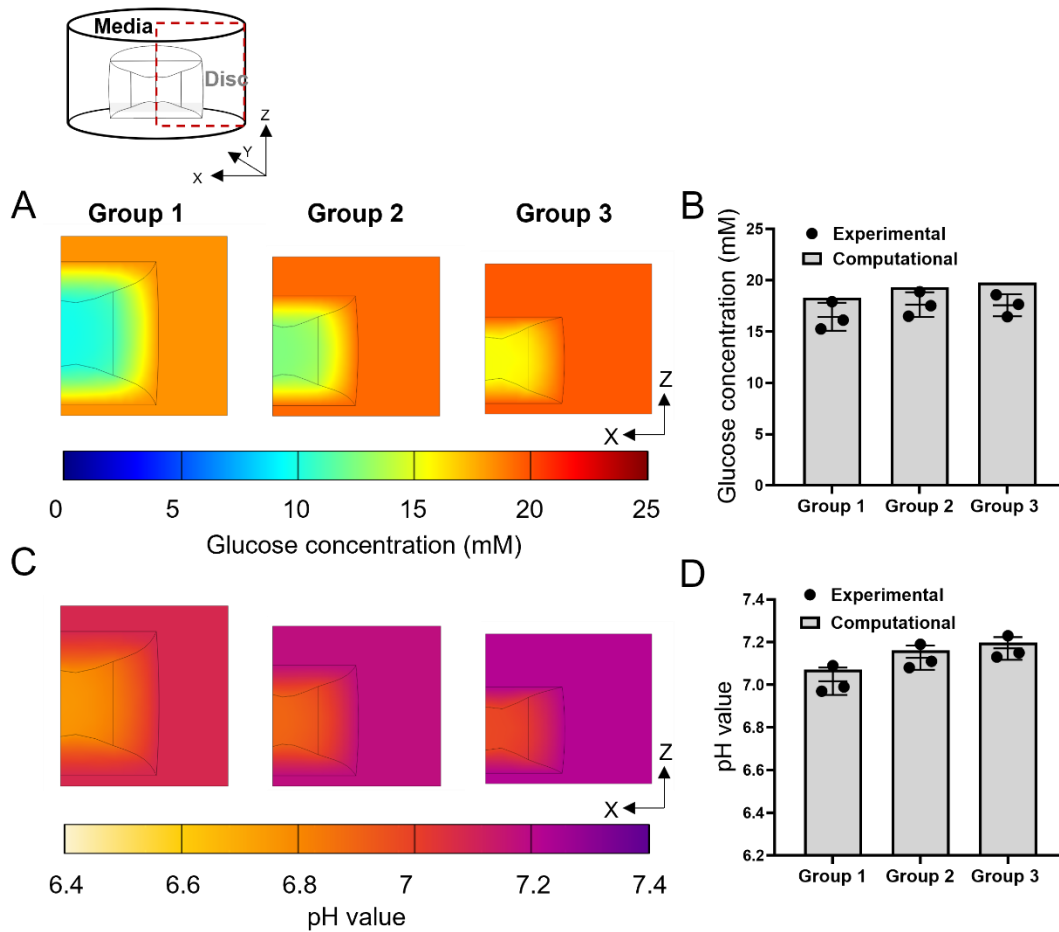 Media
Disc
Z
Y
X
A
Group 1
Group 2
Group 3
Z
X
0 5 10 15 20 25
Glucose concentration (mM)
B
Experimental
Computational
25
20
15
10
5
0
Glucose concentration (mM)
Group 1 Group 2 Group 3
C
Z
X
6.4 6.6 6.8 7 7.2 7.4
pH value
D
Experimental
Computational
7.4
7.2
7.0
6.8
6.6
6.4
6.2
pH value
Group 1 Group 2 Group 3